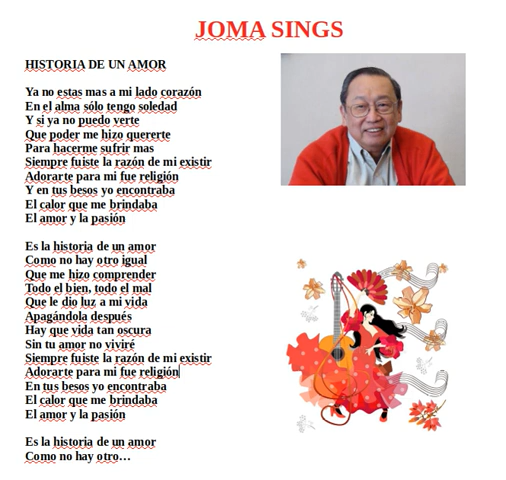 JOMA SINGS
HISTORIA DE UN AMOR
Ya no estas mas a mi lado corazón
En el alma sólo tengo soledad
Y si ya no puedo verte
Que poder me hizo quererte
Para hacerme sufrir mas
Siempre fuiste la razón de mi existir
Adorarte para mi fue religión
Y en tus besos yo encontraba
El calor que me brindaba
El amor y la pasión
Es la historia de un amor
Como no hay otro igual
Que me hizo comprender
Todo el bien, todo el mal
Que le dio luz a mi vida
Apagándola después
Hay que vida tan oscura
Sin tu amor no viviré
Siempre fuiste la razón de mi existir
Adorarte para mi fue religión
En tus besos yo encontraba
El calor que me brindaba
El amor y la pasión
Es la historia de un amor
Como no hay otro…